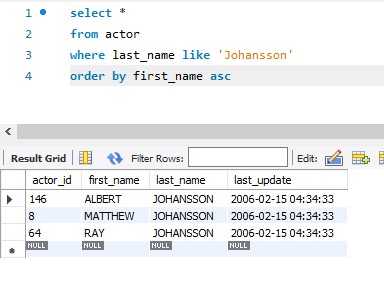 1 select *
2 from actor
3 where last_name like 'Johansson'
4 order by first_name asc
Result Grid Filter Rows: Edit:
actor_id first_name last_name last_update
146 ALBERT JOHANSSON 2006-02-15 04:34:33
8 MATTHEW JOHANSSON 2006-02-15 04:34:33
64 RAY JOHANSSON 2006-02-15 04:34:33
NULL NULL NULL NULL